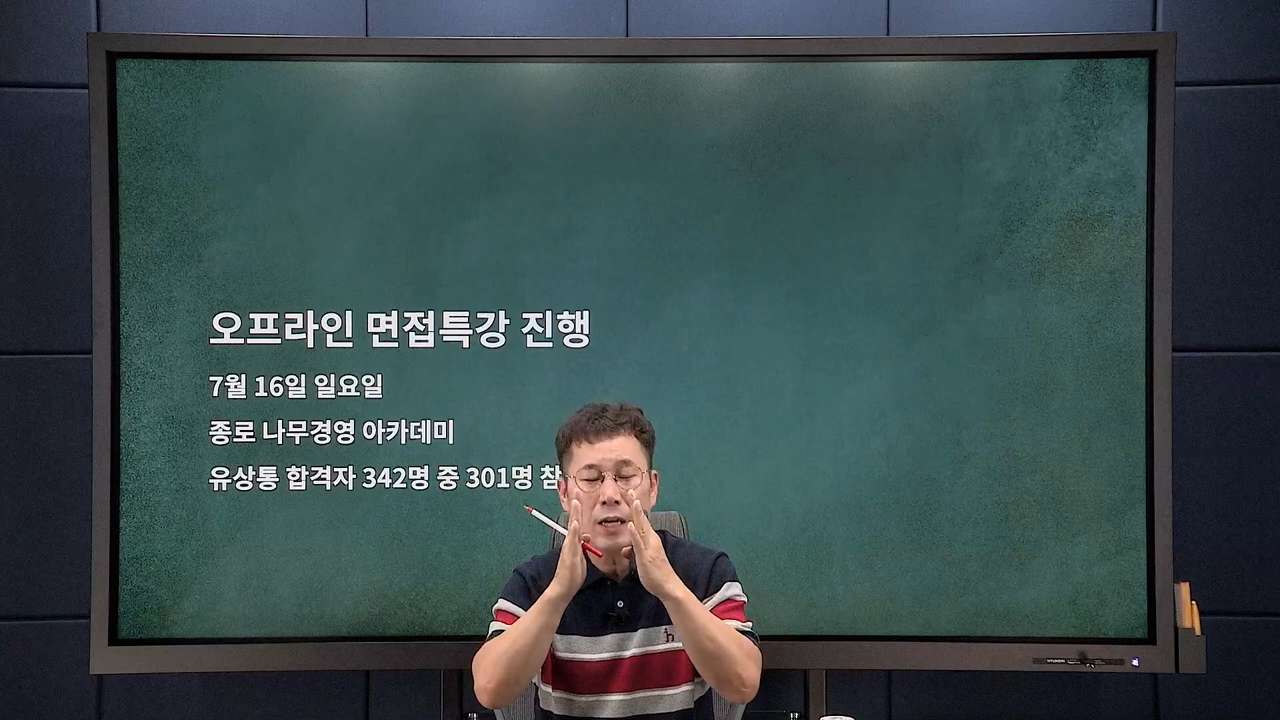 오프라인 면접특강 진행
7월 16일 일요일
종로 나무경영 아카데미
유상통 합격자 342명 중 301명 참
HYUNDAI
h